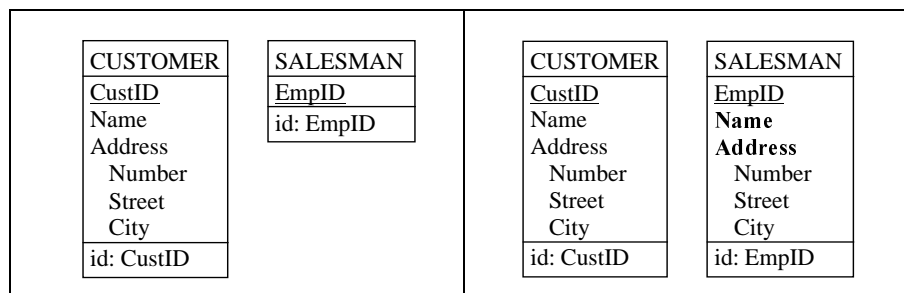 CUSTOMER
CustID
Name
Address
Number
Street
City
id: CustID
SALESMAN
EmpID
id: EmpID
CUSTOMER
CustID
Name
Address
Number
Street
City
id: CustID
SALESMAN
EmpID
Name
Address
Number
Street
City
id: EmpID